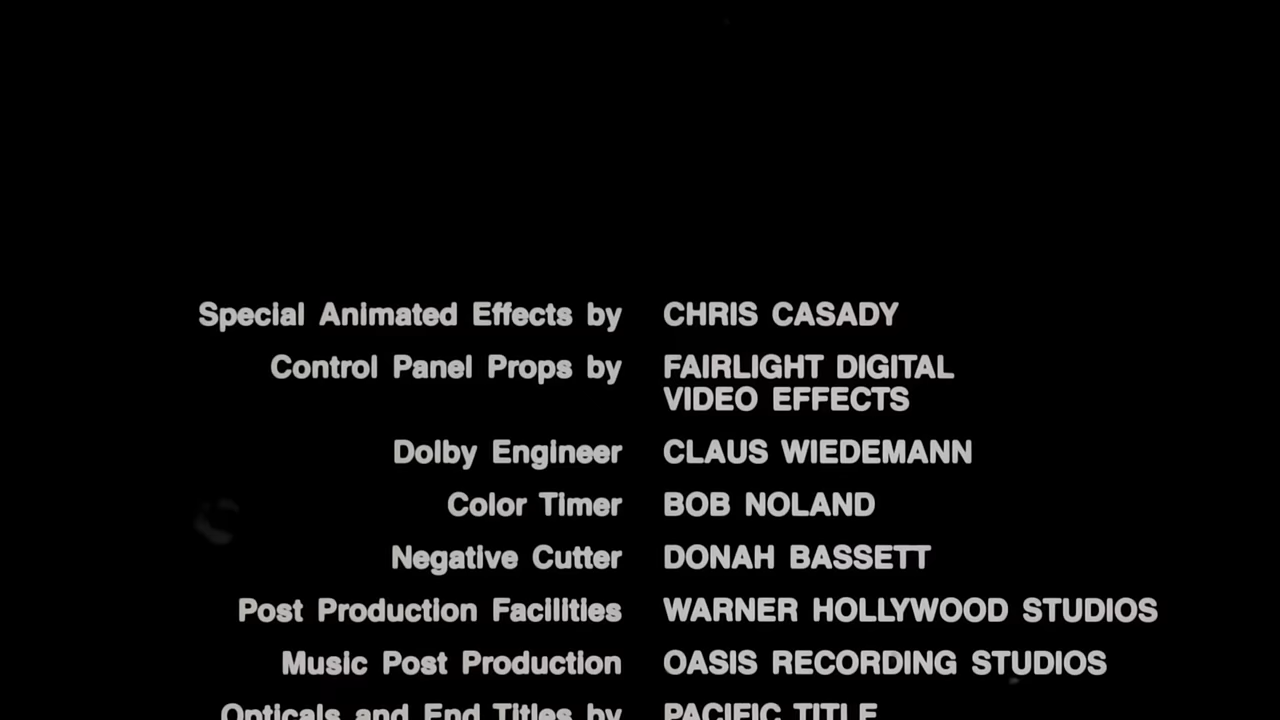 Special Animated Effects by CHRIS CASADY
Control Panel Props by FAIRLIGHT DIGITAL
VIDEO EFFECTS
Dolby Engineer CLAUS WIEDEMANN
Color Timer BOB NOLAND
Negative Cutter DONAH BASSETT
Post Production Facilities WARNER HOLLYWOOD STUDIOS
Music Post Production OASIS RECORDING STUDIOS
Opticals and End Titles by PACIFIC TITLE